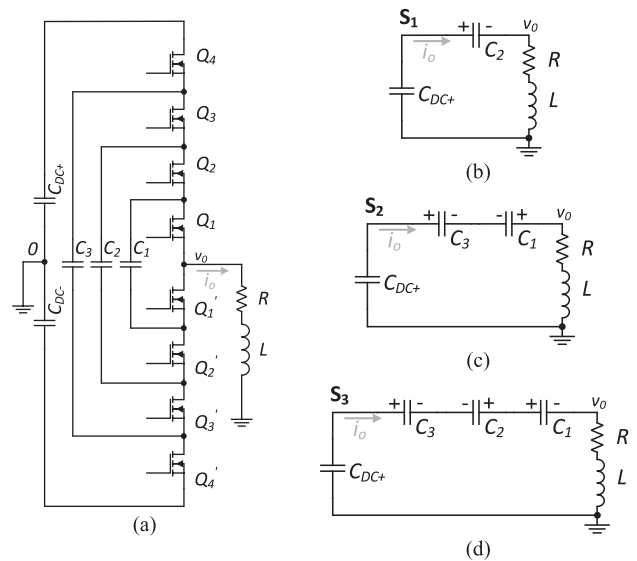 Q4
Q3
Q2
Q1
CDC+
C3
C2
C1
0
v0
io
R
L
CDC-
Q1'
Q2'
Q3'
Q4'
(a)
S1
+ -
v0
io
C2
R
L
CDC+
(b)
S2
+ -
- +
v0
io
C3
C1
R
L
CDC+
(c)
S3
+ -
- +
+ -
v0
io
C3
C2
C1
R
L
CDC+
(d)